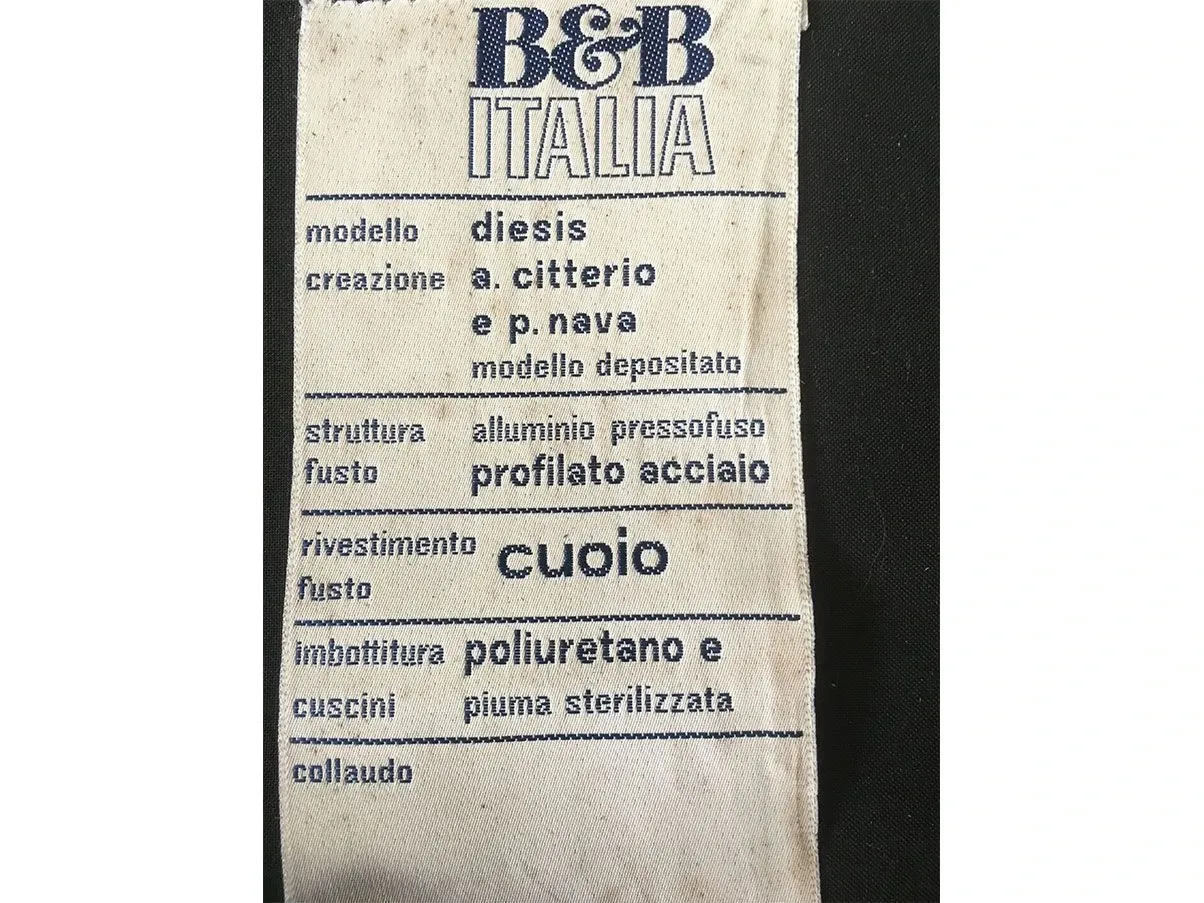 B&B
ITALIA
modello diesis
creazione a. citterio
e p. nava
modello depositato
struttura alluminio pressofuso
fusto profilato acciaio
rivestimento cuoio
fusto
imbottitura poliuretano e
cuscini piuma sterilizzata
collaudo